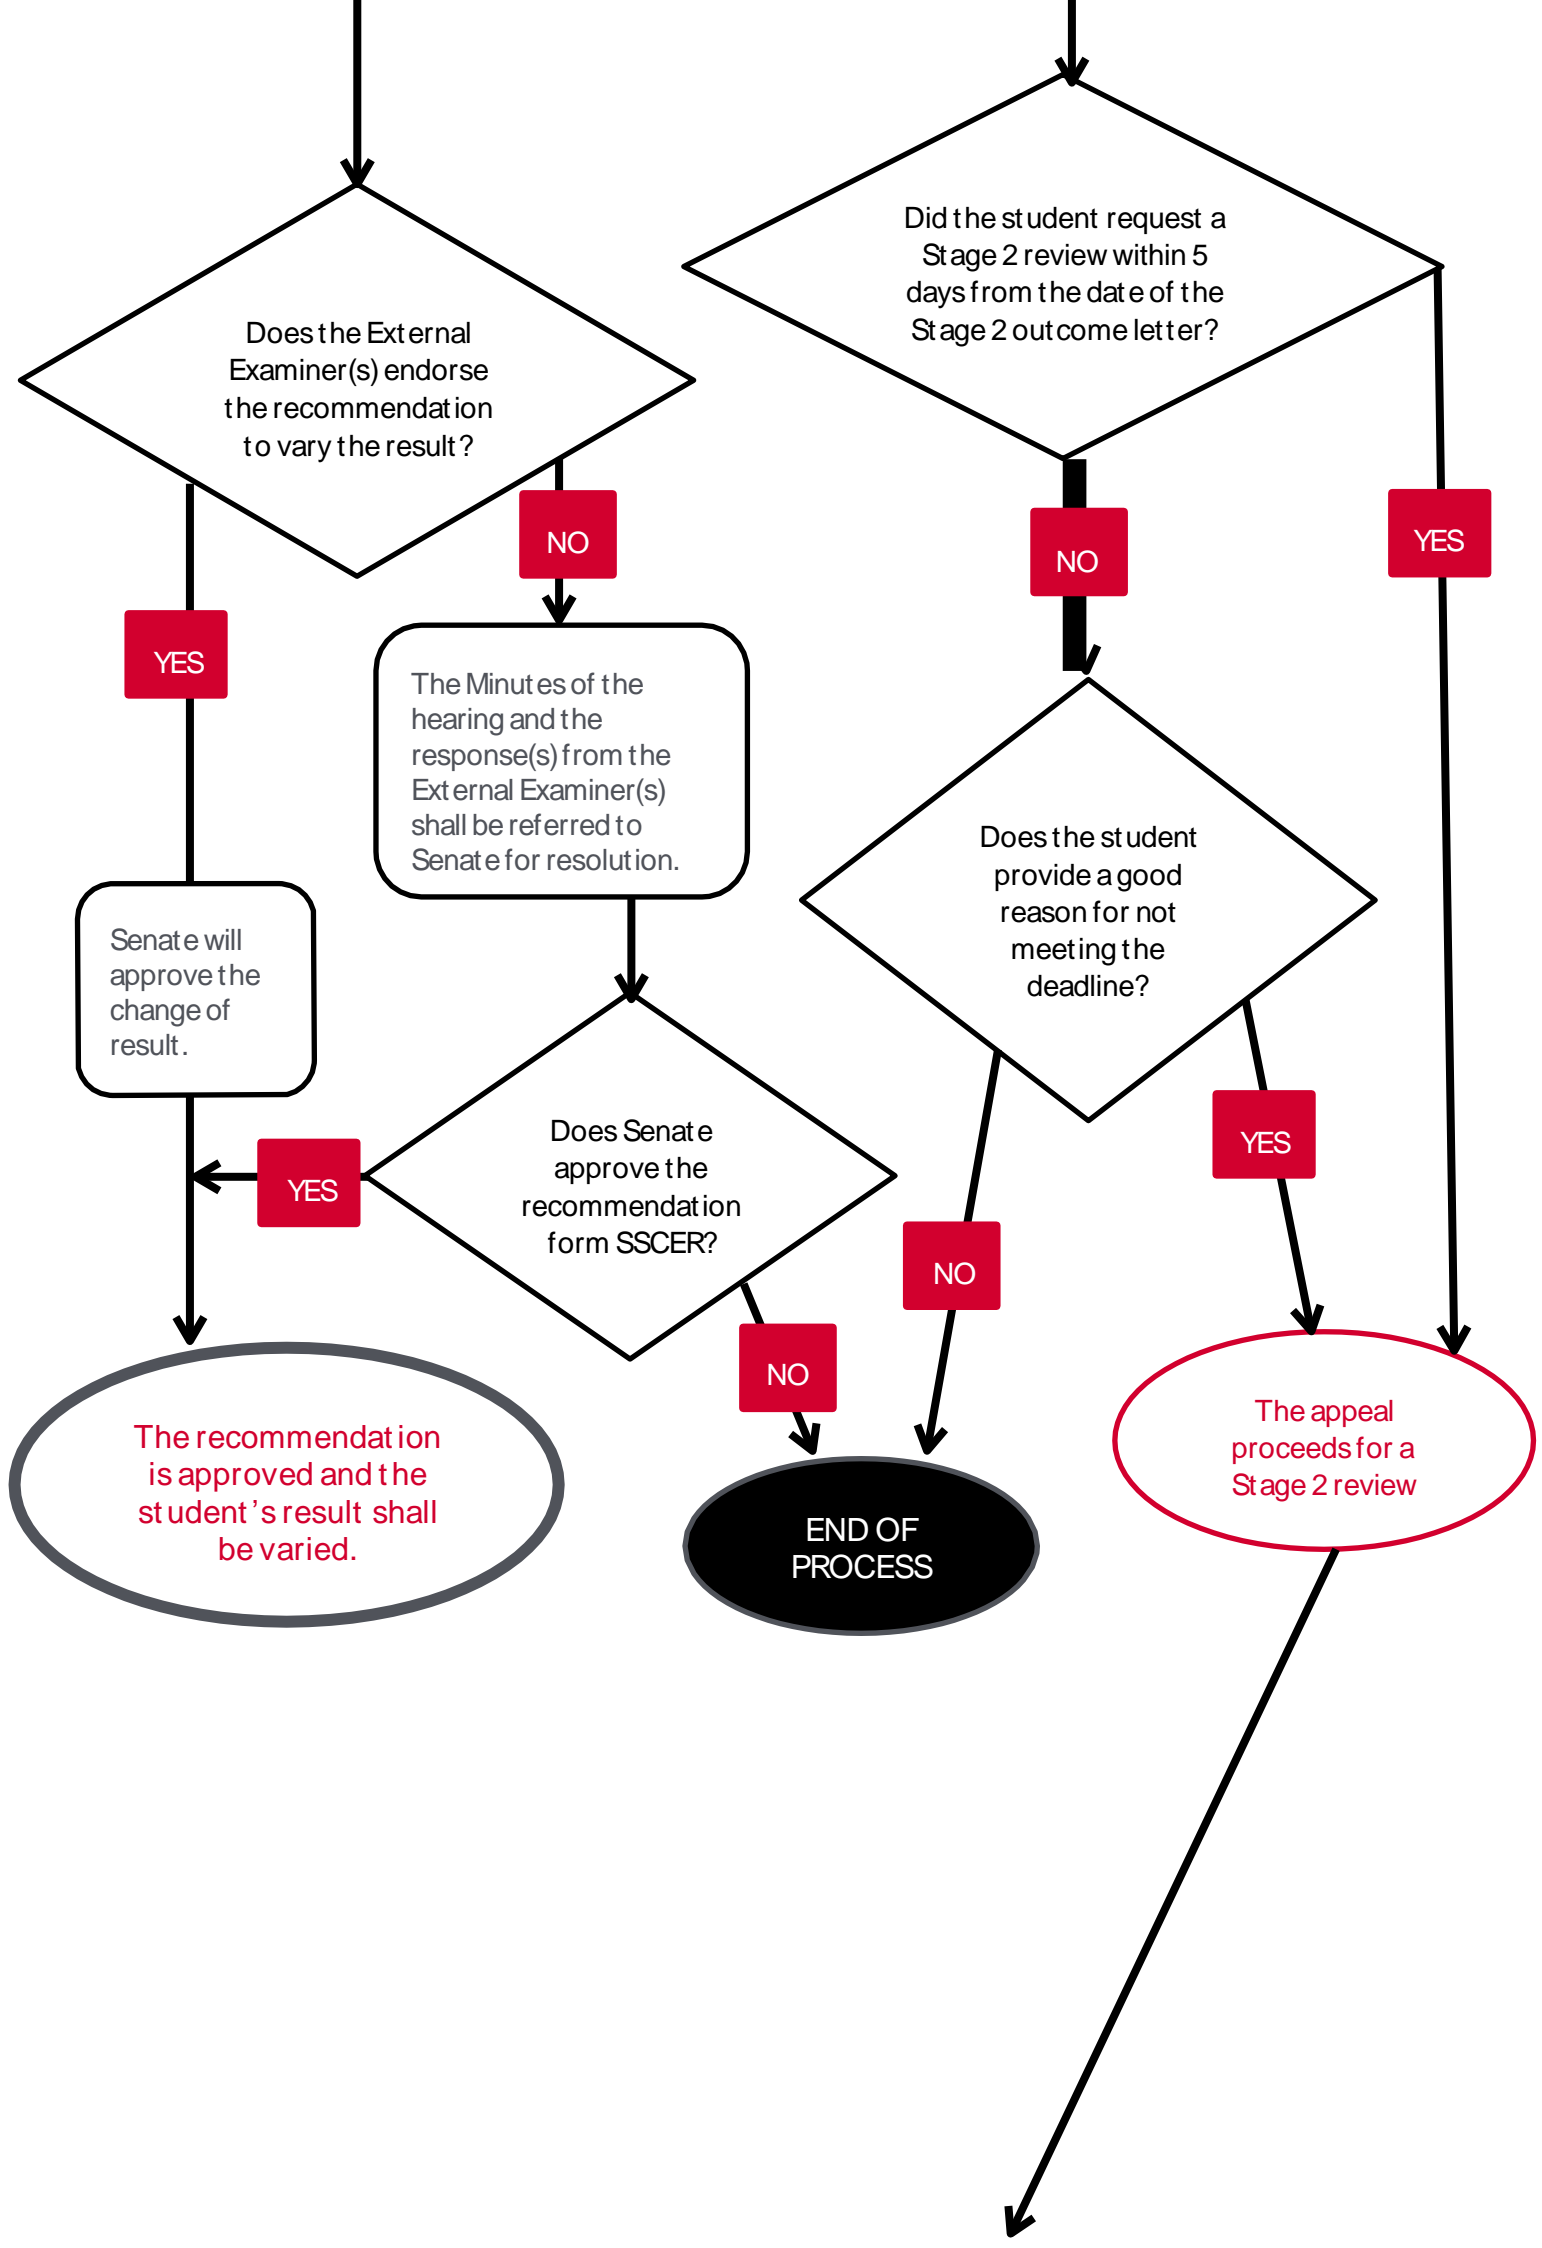 Does the External
Examiner(s) endorse
the recommendation
to vary the result?
NO
YES
The Minutes of the
hearing and the
response(s) from the
External Examiner(s)
shall be referred to
Senate for resolution.
Senate will
approve the
change of
result.
Does Senate
approve the
recommendation
form SSCER?
YES
NO
The recommendation
is approved and the
student's result shall
be varied.
Did the student request a
Stage 2 review within 5
days from the date of the
Stage 2 outcome letter?
NO
YES
Does the student
provide a good
reason for not
meeting the
deadline?
YES
NO
END OF
PROCESS
The appeal
proceeds for a
Stage 2 review